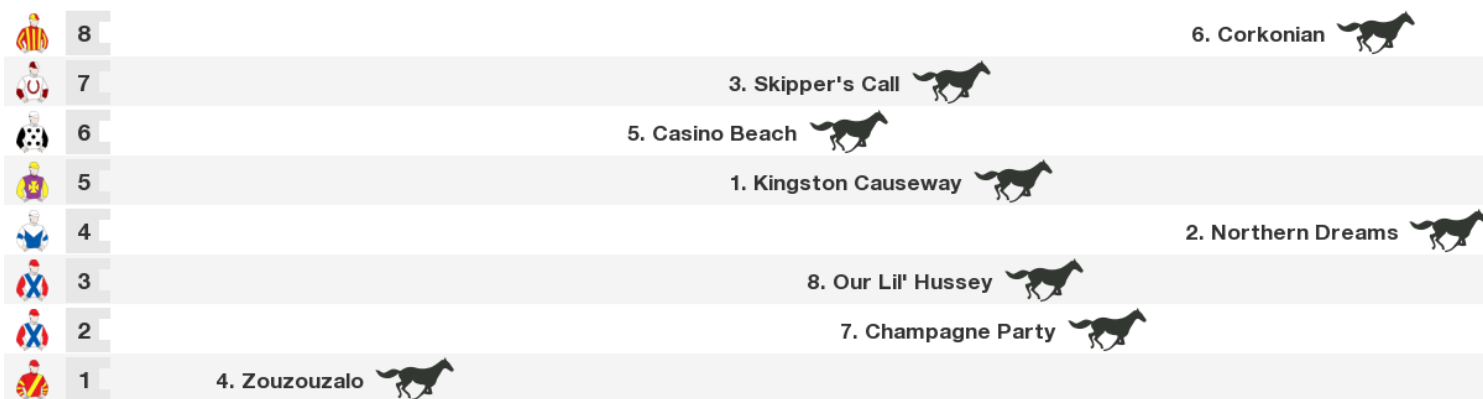 8 6. Corkonian
7 3. Skipper's Call
6 5. Casino Beach
5 1. Kingston Causeway
4 2. Northern Dreams
3 8. Our Lil' Hussey
2 7. Champagne Party
1 4. Zouzouzalo